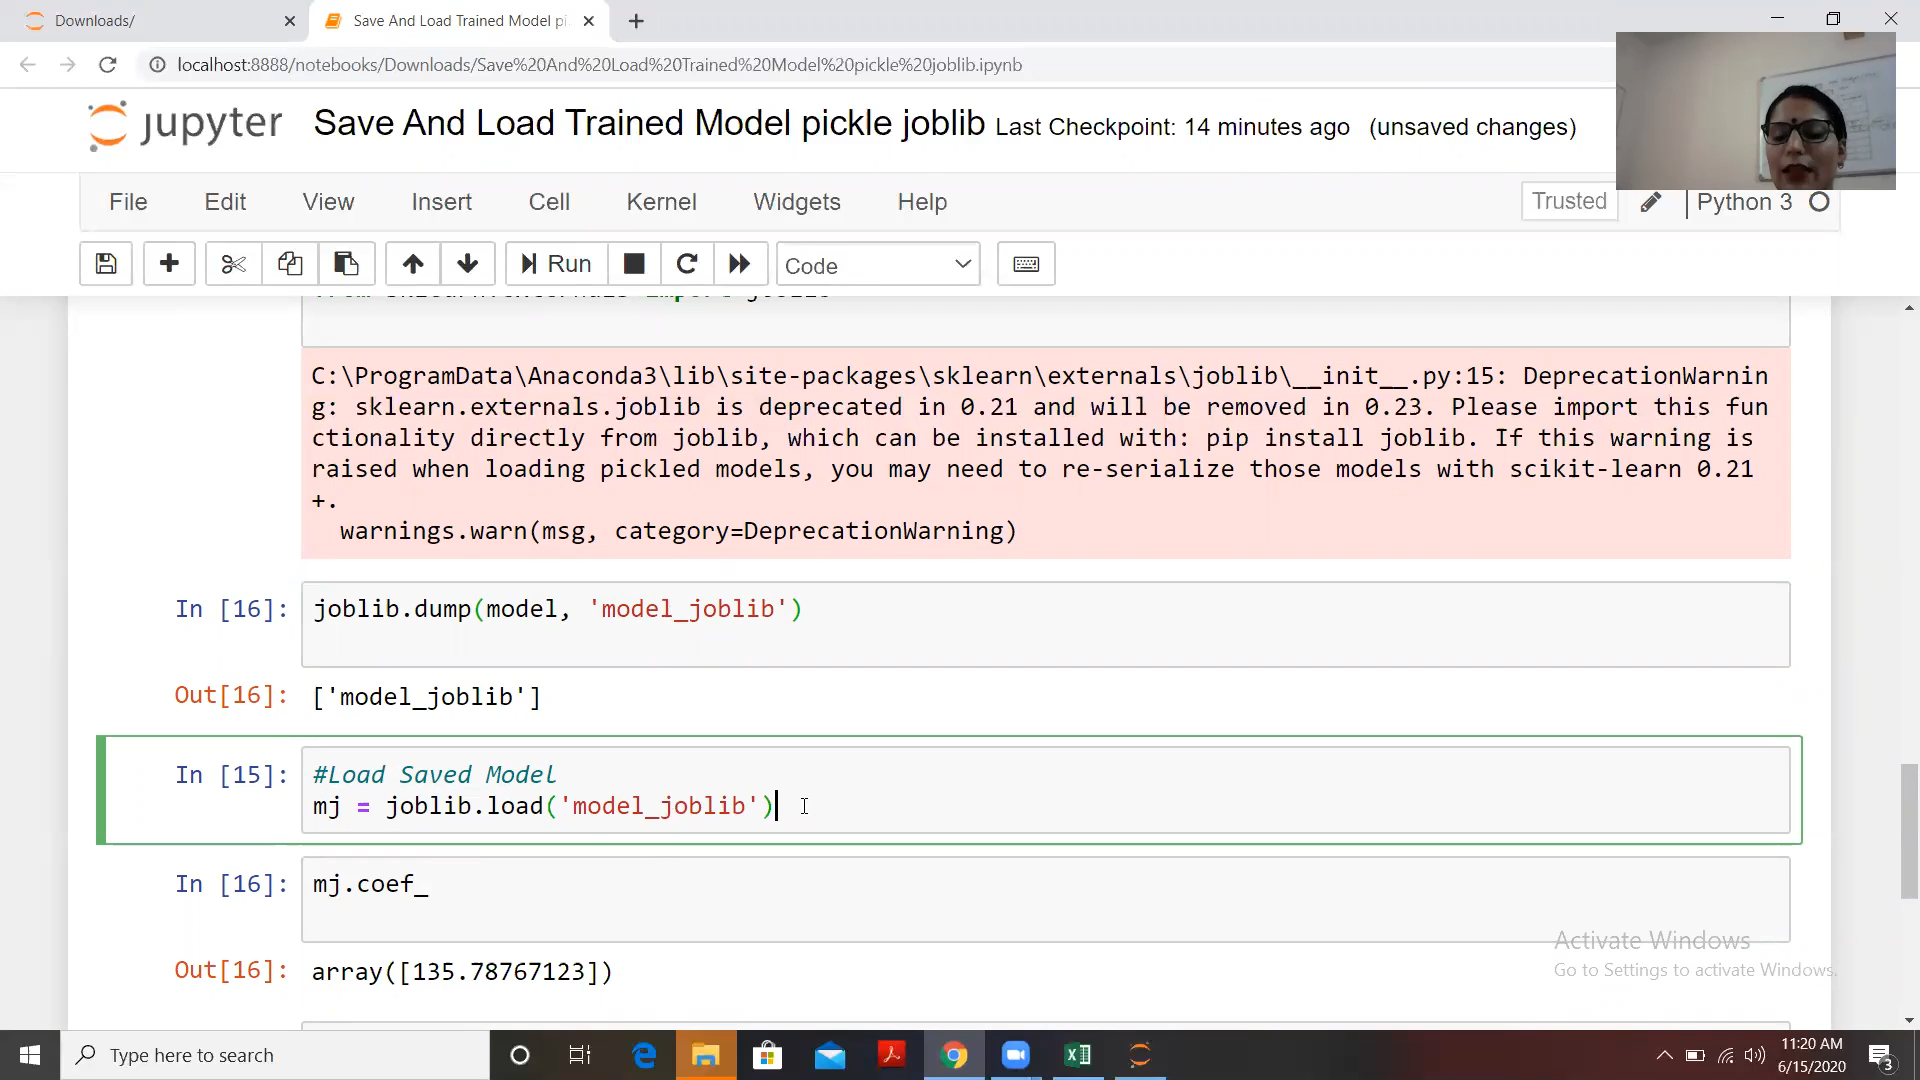 Downloads/
Save And Load Trained Model pi
localhost:8888/notebooks/Downloads/Save%20And%20Load%20Trained%20Model%20pickle%20joblib.ipynb
jupyter Save And Load Trained Model pickle joblib Last Checkpoint: 14 minutes ago (unsaved changes)
File Edit View Insert Cell Kernel Widgets Help Trusted Python 3
Run Code
C:\ProgramData\Anaconda3\lib\site-packages\sklearn\externals\joblib\__init__.py:15: DeprecationWarnin
g: sklearn.externals.joblib is deprecated in 0.21 and will be removed in 0.23. Please import this fun
ctionality directly from joblib, which can be installed with: pip install joblib. If this warning is
raised when loading pickled models, you may need to re-serialize those models with scikit-learn 0.21
+.
warnings.warn(msg, category=DeprecationWarning)
In [16]: joblib.dump(model, 'model_joblib')
Out[16]: ['model_joblib']
In [15]: #Load Saved Model
mj = joblib.load('model_joblib')
In [16]: mj.coef_
Out[16]: array([135.78767123])
Activate Windows
Go to Settings to activate Windows.
Type here to search
11:20 AM
6/15/2020
3